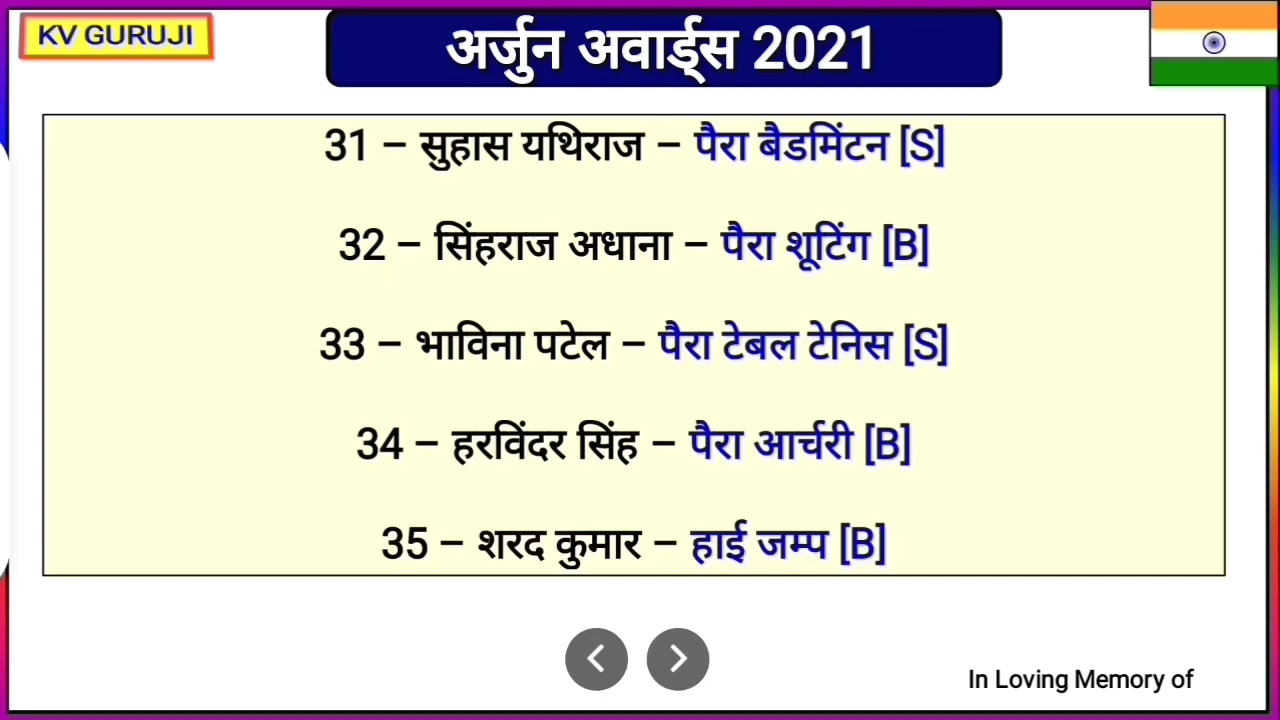 KV GURUJI
अर्जुन अवार्ड्स 2021
31 – सुहास यथिराज – पैरा बैडमिंटन [S]
32 – सिंहराज अधाना – पैरा शूटिंग [B]
33 – भाविना पटेल – पैरा टेबल टेनिस [S]
34 – हरविंदर सिंह – पैरा आर्चरी [B]
35 – शरद कुमार – हाई जम्प [B]
In Loving Memory of